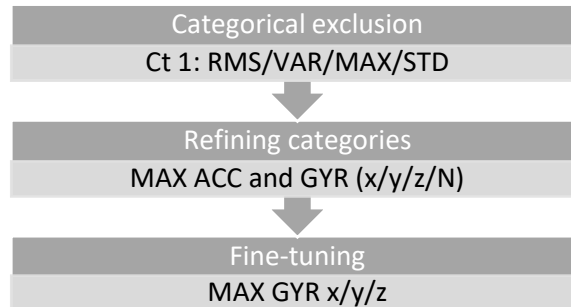 Categorical exclusion
Ct 1: RMS/VAR/MAX/STD
Refining categories
MAX ACC and GYR (x/y/z/N)
Fine-tuning
MAX GYR x/y/z